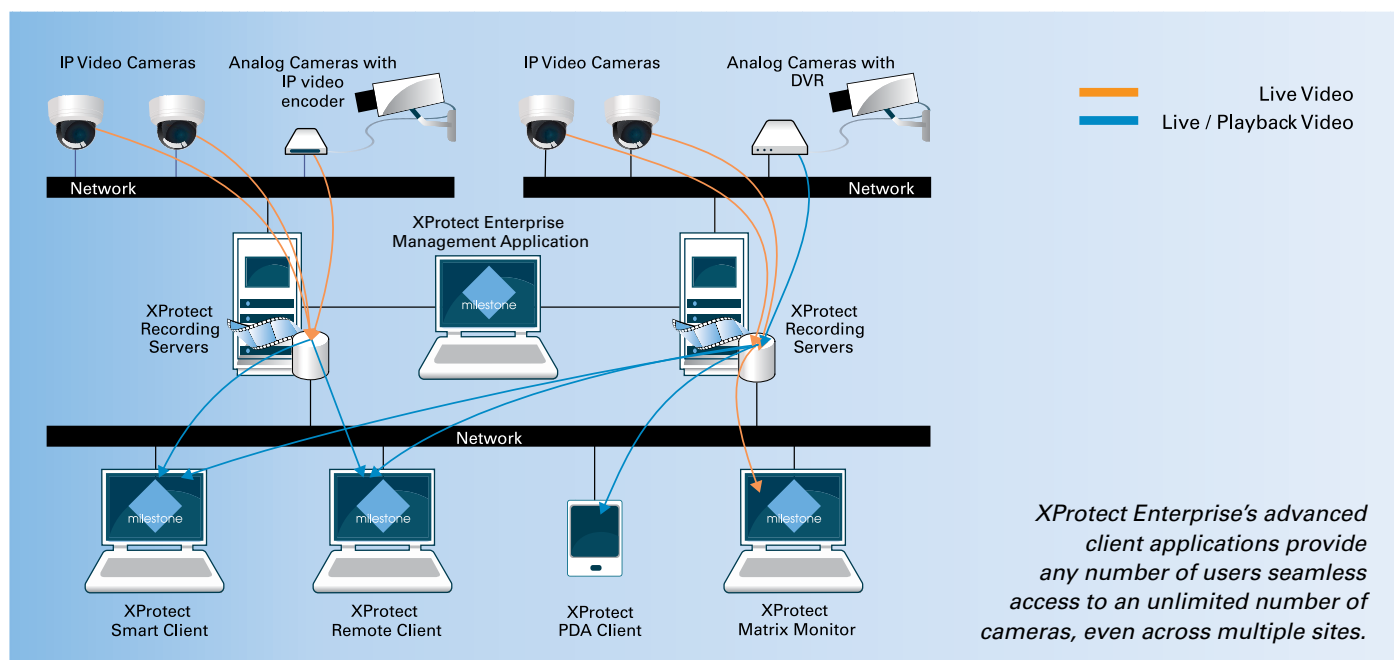 IP Video Cameras
Analog Cameras with
IP video
encoder
IP Video Cameras
Analog Cameras with
DVR
Live Video
Live / Playback Video
Network
Network
XProtect Enterprise
Management Application
XProtect
Recording
Servers
milestone
XProtect
Recording
Servers
Network
milestone
milestone
milestone
XProtect
Smart Client
XProtect
Remote Client
XProtect
PDA Client
XProtect
Matrix Monitor
XProtect Enterprise's advanced
client applications provide
any number of users seamless
access to an unlimited number of
cameras, even across multiple sites.